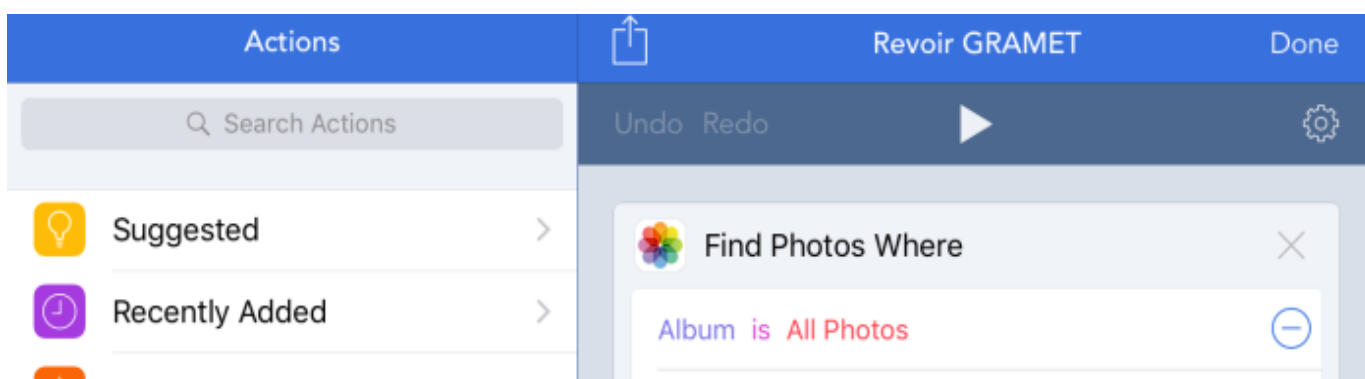 Actions
Search Actions
Suggested
Recently Added
Revoir GRAMET Done
Undo Redo
Find Photos Where
Album is All Photos